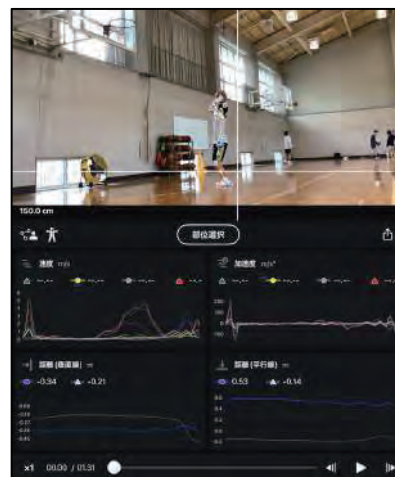 150.0 cm
部位選択
速度 m/s
加速度 m/s²
--.-- --.-- --.-- --.--
--.-- --.-- --.-- --.--
距離 (垂直線) m
-0.34 -0.21
距離 (平行線) m
0.53 -0.14
x1 00.00 / 01.31